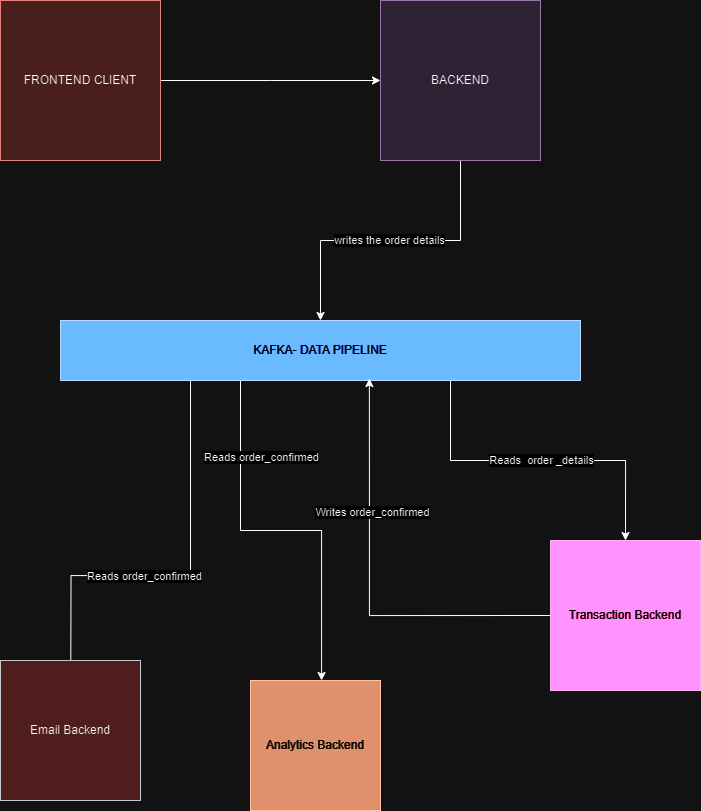 FRONTEND CLIENT
BACKEND
writes the order details
KAFKA- DATA PIPELINE
Reads order_confirmed
Reads  order _details
Writes order_confirmed
Reads order_confirmed
Transaction Backend
Email Backend
Analytics Backend